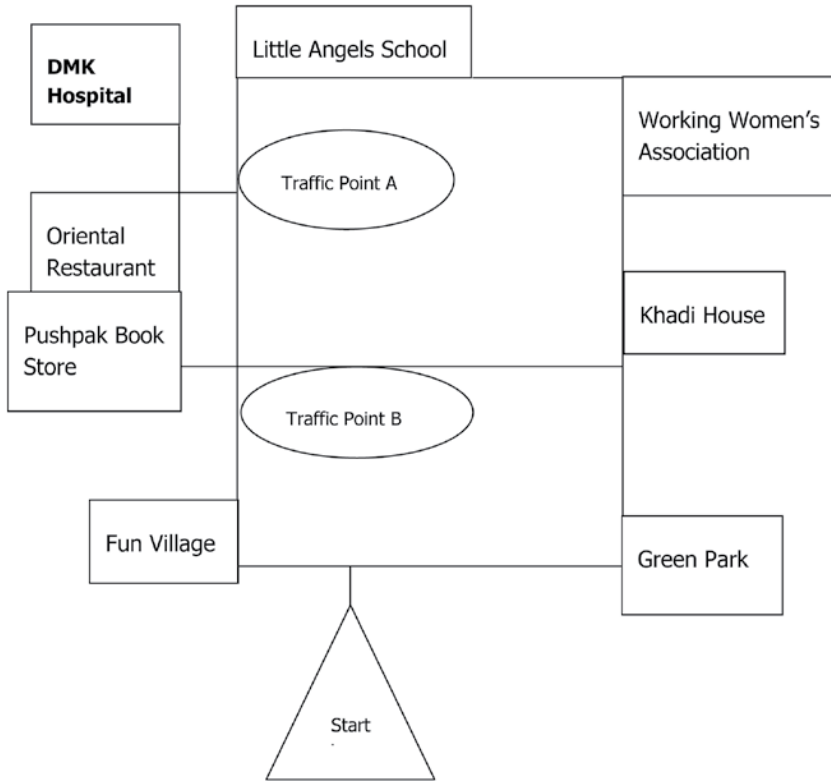 Little Angels School
DMK
Hospital
Working Women's
Association
Traffic Point A
Oriental
Restaurant
Khadi House
Pushpak Book
Store
Traffic Point B
Fun Village
Green Park
Start